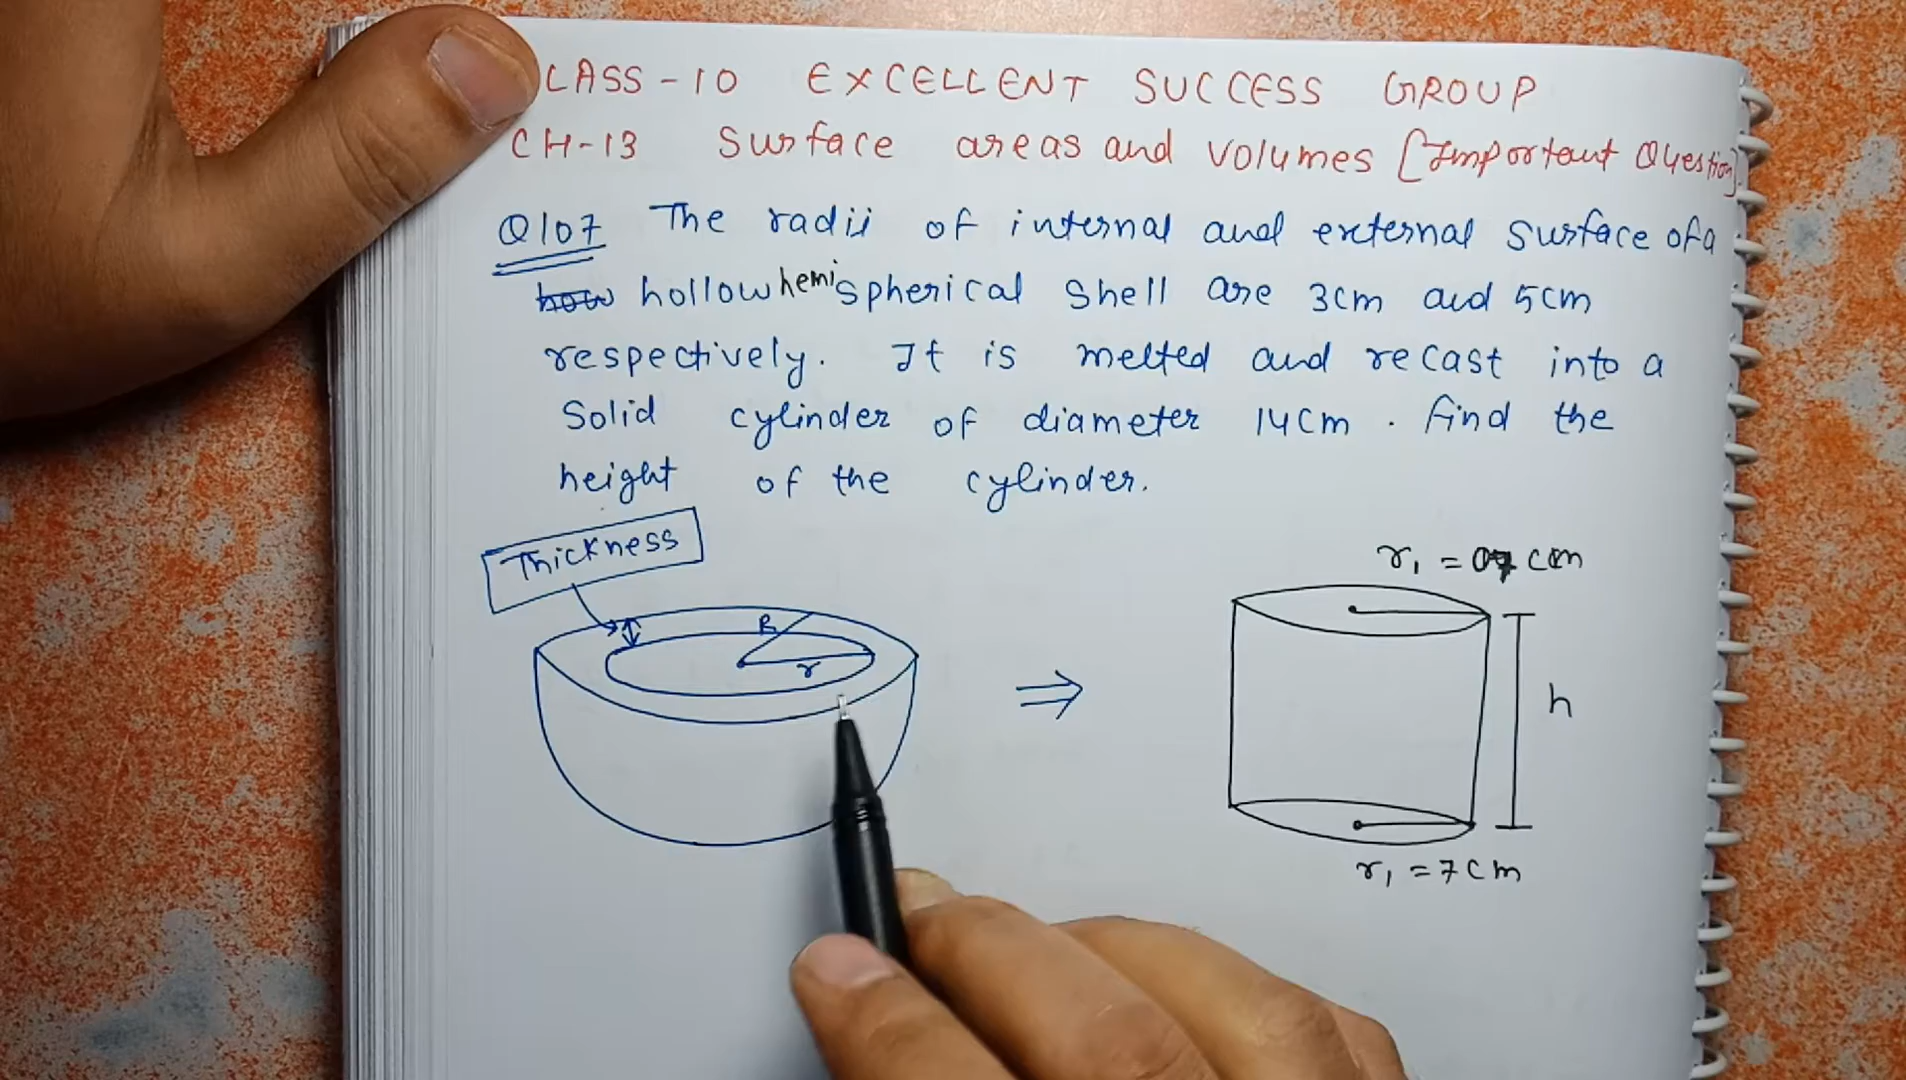 CLASS-10 EXCELLENT SUCCESS GROUP
CH-13 Surface areas and volumes [Important Question]
Q107 The radii of internal and external surface of a
how hollow hemispherical shell are 3cm and 5cm
respectively. It is melted and recast into a
solid cylinder of diameter 14cm. find the
height of the cylinder.
Thickness
R
r
⇒
r₁ = 07 cm
h
r₁ = 7cm